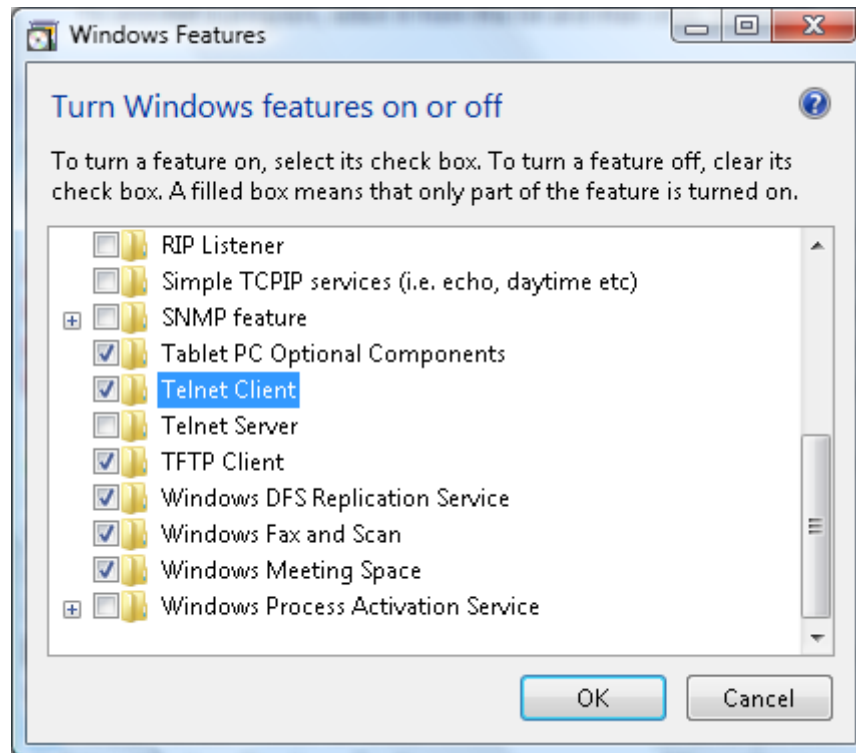 Windows Features
Turn Windows features on or off
To turn a feature on, select its check box. To turn a feature off, clear its
check box. A filled box means that only part of the feature is turned on.
RIP Listener
Simple TCPIP services (i.e. echo, daytime etc)
SNMP feature
Tablet PC Optional Components
Telnet Client
Telnet Server
TFTP Client
Windows DFS Replication Service
Windows Fax and Scan
Windows Meeting Space
Windows Process Activation Service
OK Cancel